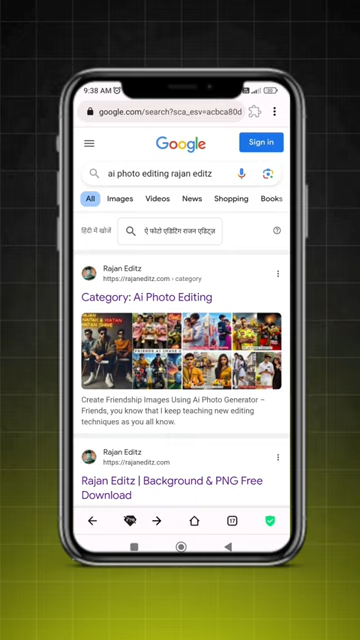 9:38 AM
google.com/search?sca_esv=acbca80d
Google
Sign in
ai photo editing rajan editz
All Images Videos News Shopping Books
हिंदी में खोजें
ऐ फोटो एडिटिंग राजन एडिट्ज़
Rajan Editz
https://rajaneditz.com › category
Category: Ai Photo Editing
FRIENDS AI IMAGE
Create Friendship Images Using Ai Photo Generator –
Friends, you know that I keep teaching new editing
techniques as you all know.
Rajan Editz
https://rajaneditz.com
Rajan Editz | Background & PNG Free
Download
17